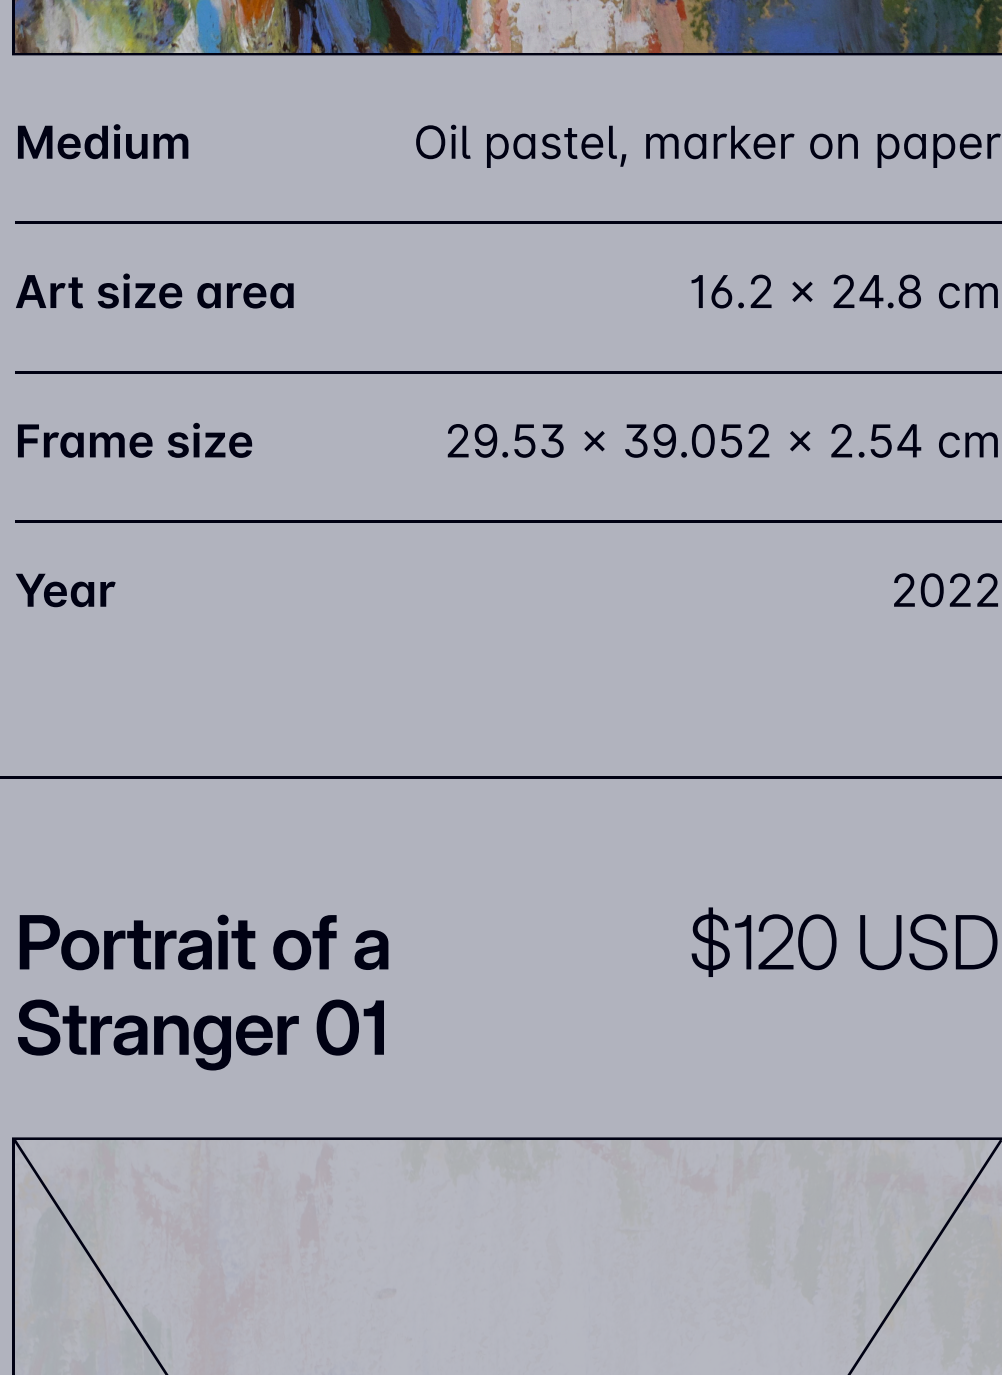 Medium Oil pastel, marker on paper
Art size area 16.2 × 24.8 cm
Frame size 29.53 × 39.052 × 2.54 cm
Year 2022
Portrait of a $120 USD
Stranger 01